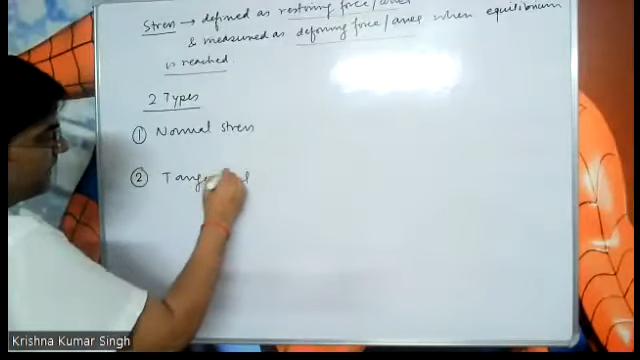 Stress → defined as restoring force/area
& measured as deforming force/area when equilibrium
is reached.
2 Types
① Normal stress
② Tange
Krishna Kumar Singh